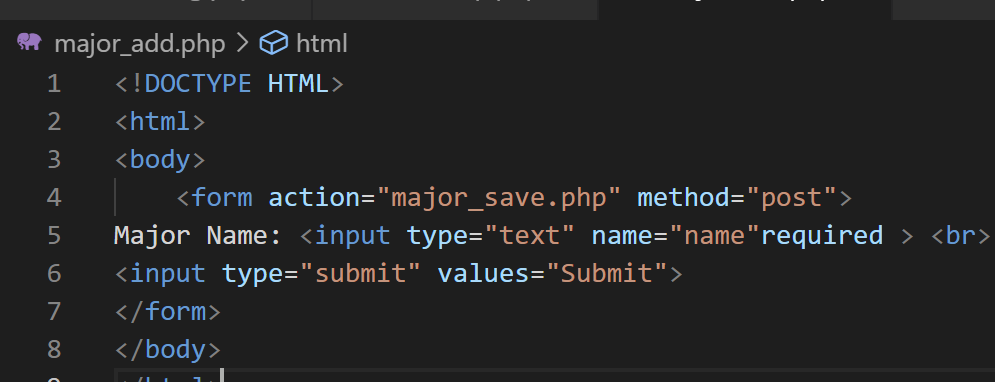 major_add.php > html
1 <!DOCTYPE HTML>
2 <html>
3 <body>
4     <form action="major_save.php" method="post">
5 Major Name: <input type="text" name="name"required > <br>
6 <input type="submit" values="Submit">
7 </form>
8 </body>